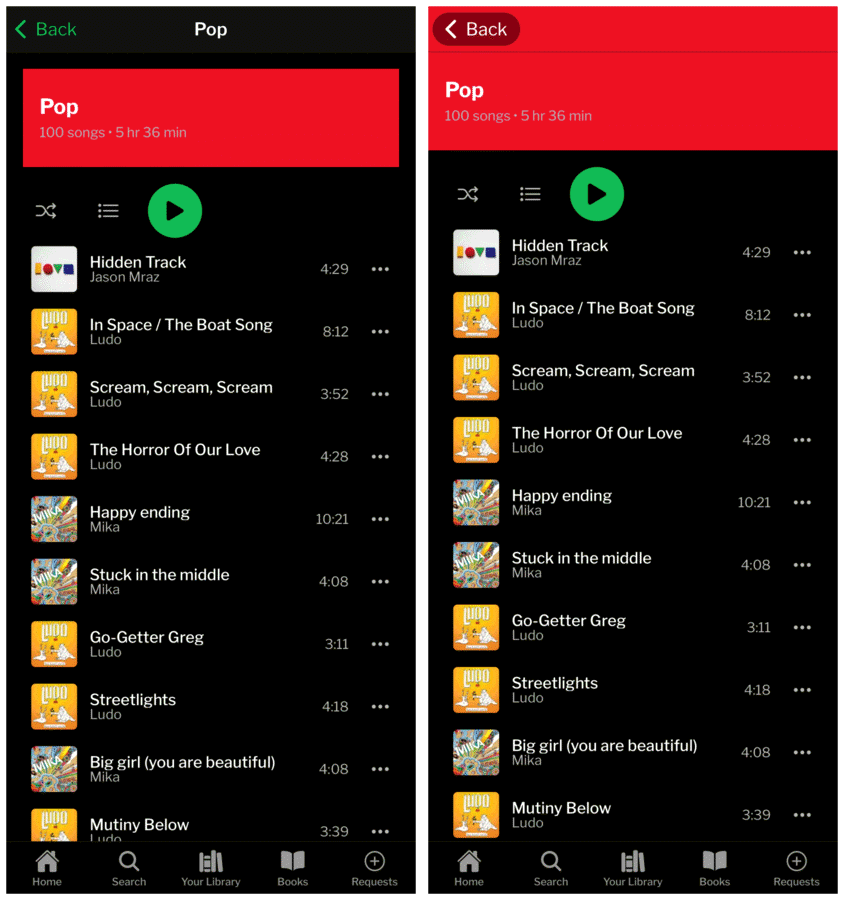 Back
Pop
Pop
100 songs • 5 hr 36 min
Hidden Track
Jason Mraz
4:29
In Space / The Boat Song
Ludo
8:12
Scream, Scream, Scream
Ludo
3:52
The Horror Of Our Love
Ludo
4:28
Happy ending
Mika
10:21
Stuck in the middle
Mika
4:08
Go-Getter Greg
Ludo
3:11
Streetlights
Ludo
4:18
Big girl (you are beautiful)
Mika
4:08
Mutiny Below
Ludo
3:39
Home
Search
Your Library
Books
Requests
Back
Pop
100 songs • 5 hr 36 min
Hidden Track
Jason Mraz
4:29
In Space / The Boat Song
Ludo
8:12
Scream, Scream, Scream
Ludo
3:52
The Horror Of Our Love
Ludo
4:28
Happy ending
Mika
10:21
Stuck in the middle
Mika
4:08
Go-Getter Greg
Ludo
3:11
Streetlights
Ludo
4:18
Big girl (you are beautiful)
Mika
4:08
Mutiny Below
Ludo
3:39
Home
Search
Your Library
Books
Requests